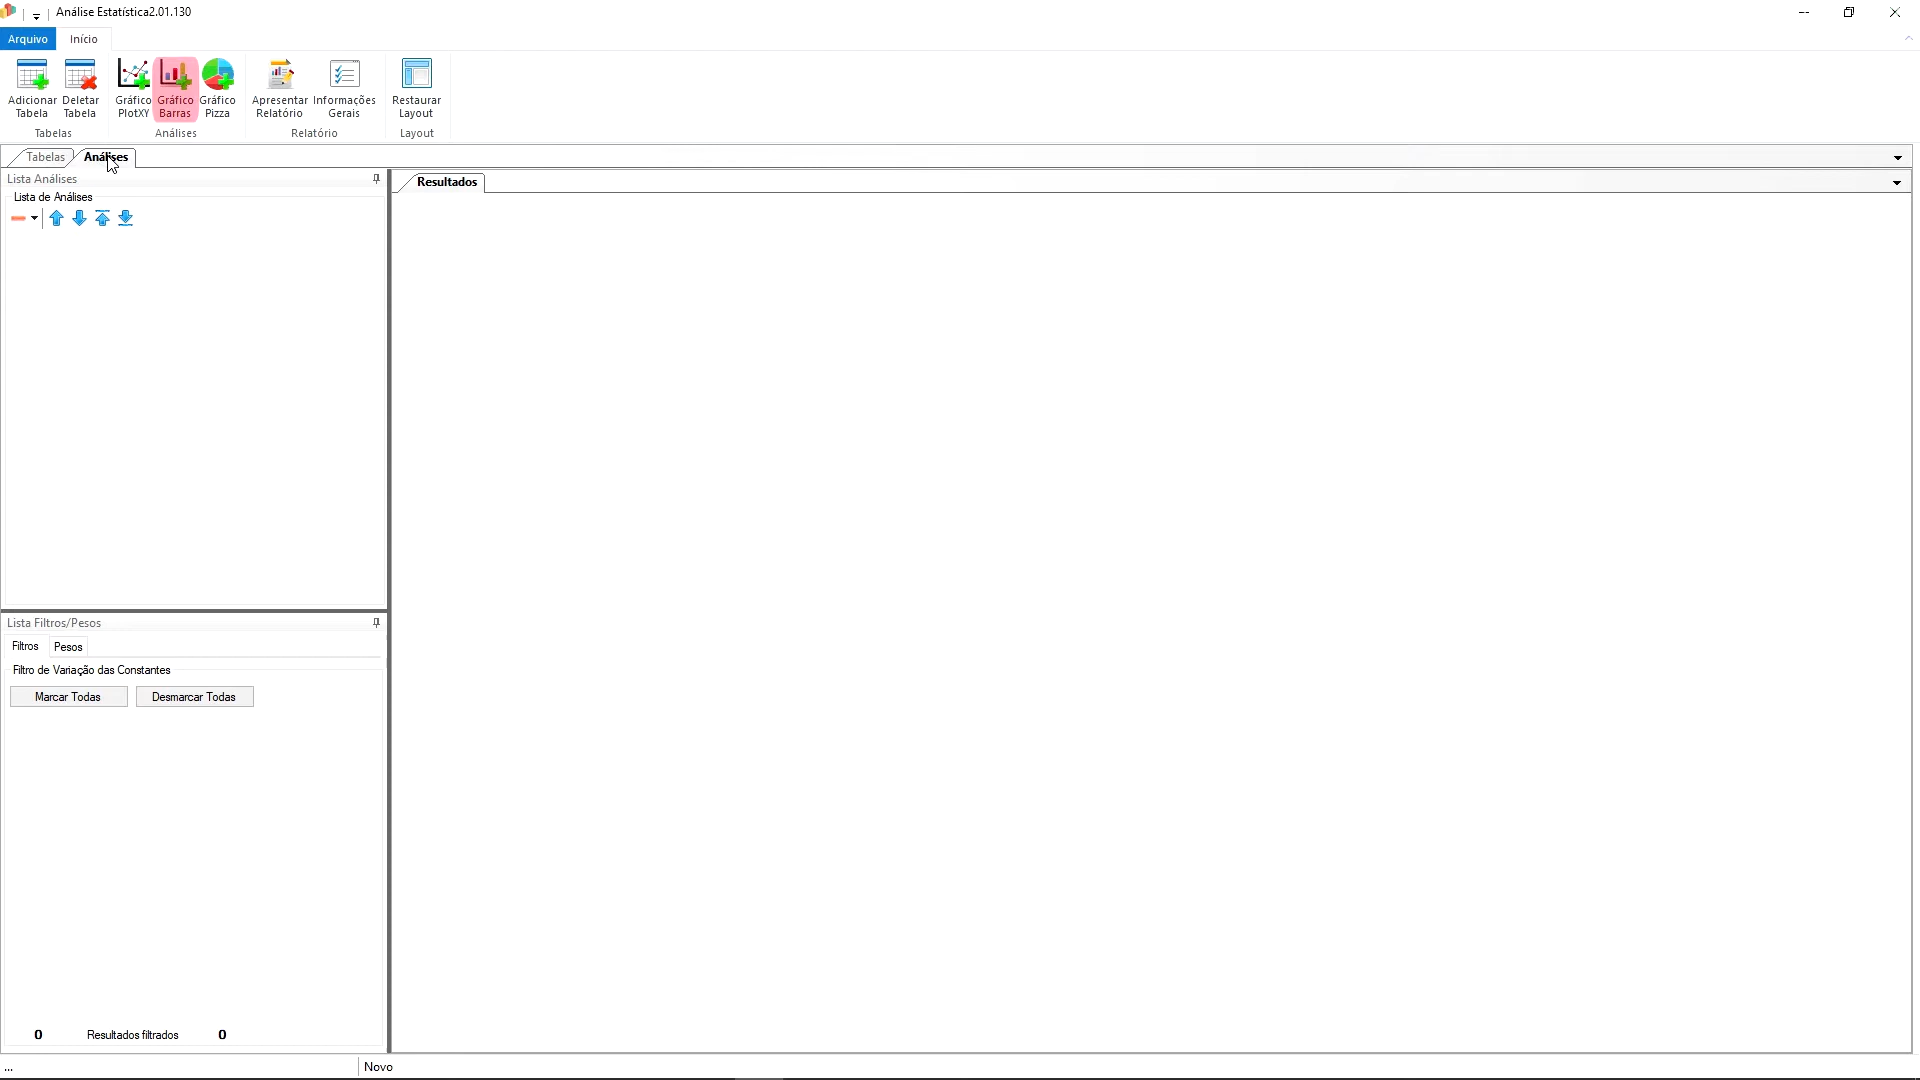 Análise Estatística2.01.130
Arquivo
Início
Adicionar
Tabela
Deletar
Tabela
Gráfico
PlotXY
Gráfico
Barras
Gráfico
Pizza
Apresentar
Relatório
Informações
Gerais
Restaurar
Layout
Tabelas
Análises
Relatório
Layout
Tabelas
Análises
Lista Análises
Resultados
Lista de Análises
Lista Filtros/Pesos
Filtros
Pesos
Filtro de Variação das Constantes
Marcar Todas
Desmarcar Todas
0 Resultados filtrados 0
...
Novo